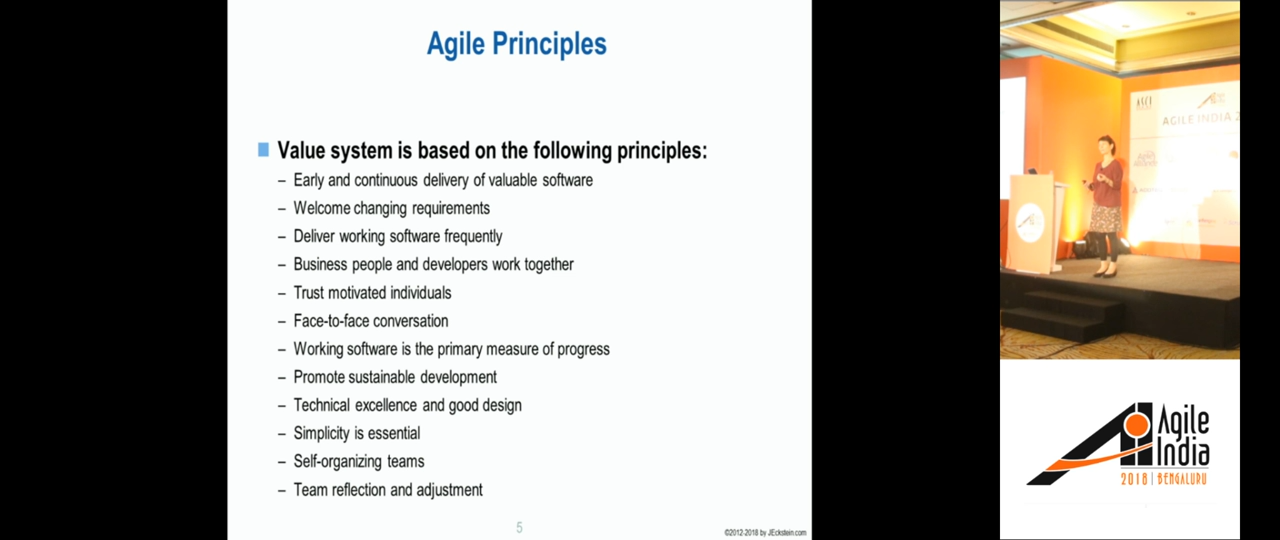 Agile Principles
Value system is based on the following principles:
– Early and continuous delivery of valuable software
– Welcome changing requirements
– Deliver working software frequently
– Business people and developers work together
– Trust motivated individuals
– Face-to-face conversation
– Working software is the primary measure of progress
– Promote sustainable development
– Technical excellence and good design
– Simplicity is essential
– Self-organizing teams
– Team reflection and adjustment
5
©2012-2018 by JEckstein.com
ASCI
AGILE INDIA 2
Agile
India
2018 | BENGALURU